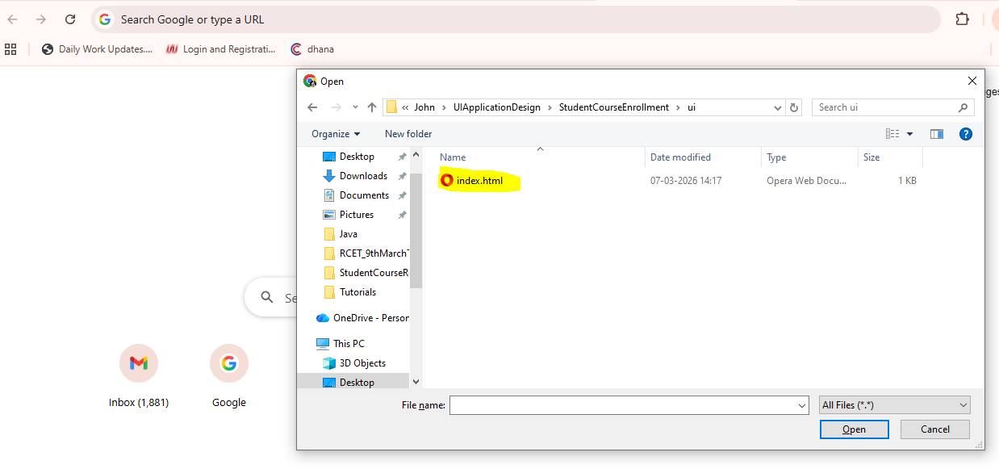 Search Google or type a URL
Daily Work Updates.... Login and Registrati... dhana
Open
« John › UIApplicationDesign › StudentCourseEnrollment › ui
Search ui
Organize New folder
?
ges
Desktop
Downloads
Documents
Pictures
Java
RCET_9thMarchT
StudentCourseR
Tutorials
OneDrive - Person
This PC
3D Objects
Desktop
Name Date modified Type Size
index.html 07-03-2026 14:17 Opera Web Docu... 1 KB
Se
Inbox (1,881) Google
File name: All Files (*.*)
Open Cancel